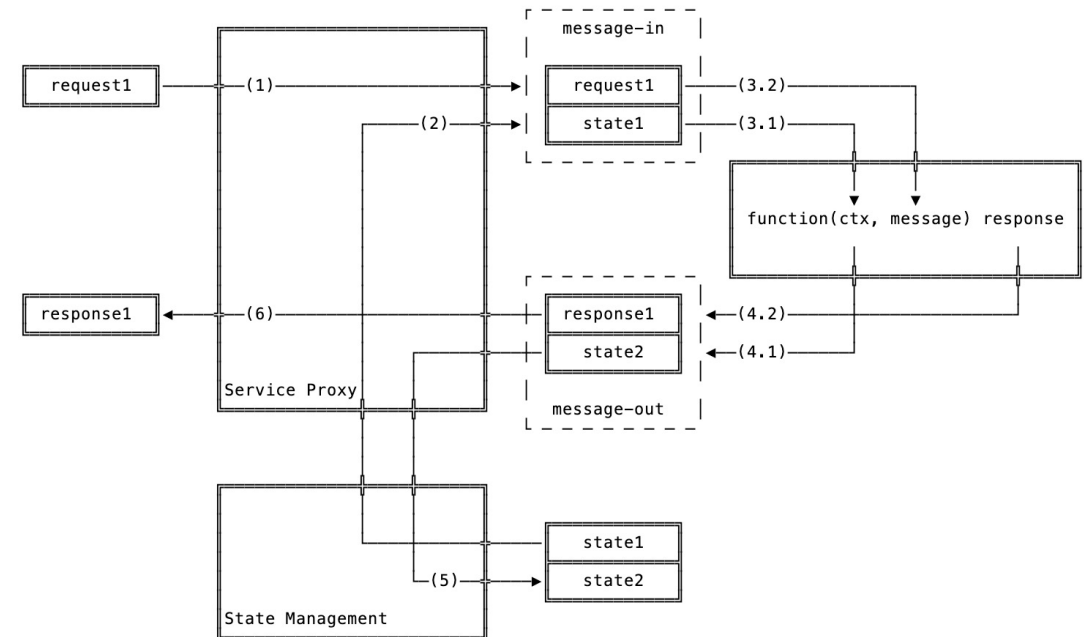 message-in
request1
(1)
request1
(3.2)
(2)
state1
(3.1)
function(ctx, message) response
response1
(6)
response1
(4.2)
state2
(4.1)
Service Proxy
message-out
state1
(5)
state2
State Management